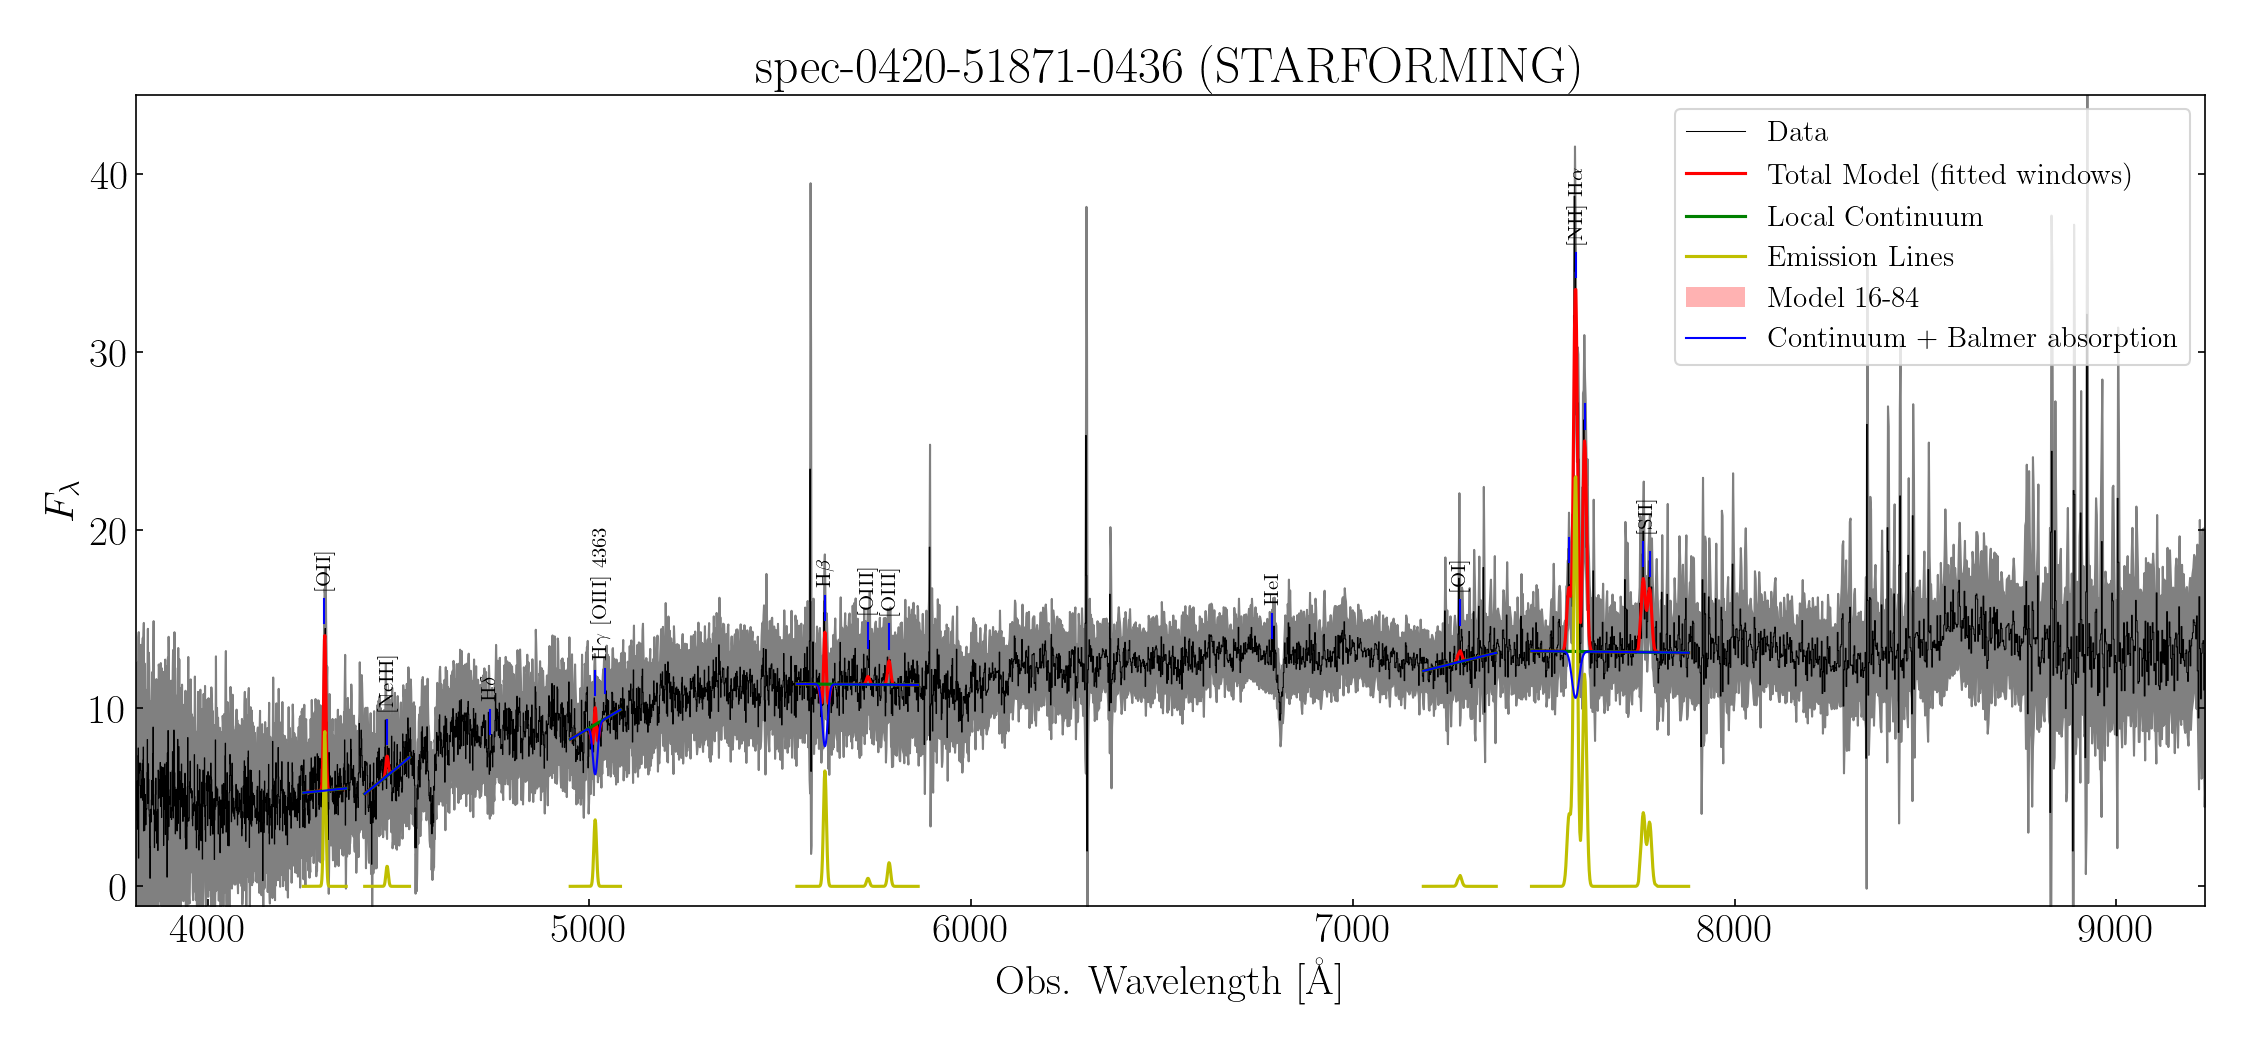 spec-0420-51871-0436 (STARFORMING)
Data
Total Model (fitted windows)
Local Continuum
Emission Lines
Model 16-84
Continuum + Balmer absorption
[OII]
[NeIII]
Hδ
Hγ [OIII] 4363
Hβ
[OIII]
[OIII]
HeI
[OI]
[NII] Hα
[SII]
F_λ
40
30
20
10
0
4000 5000 6000 7000 8000 9000
Obs. Wavelength [Å]